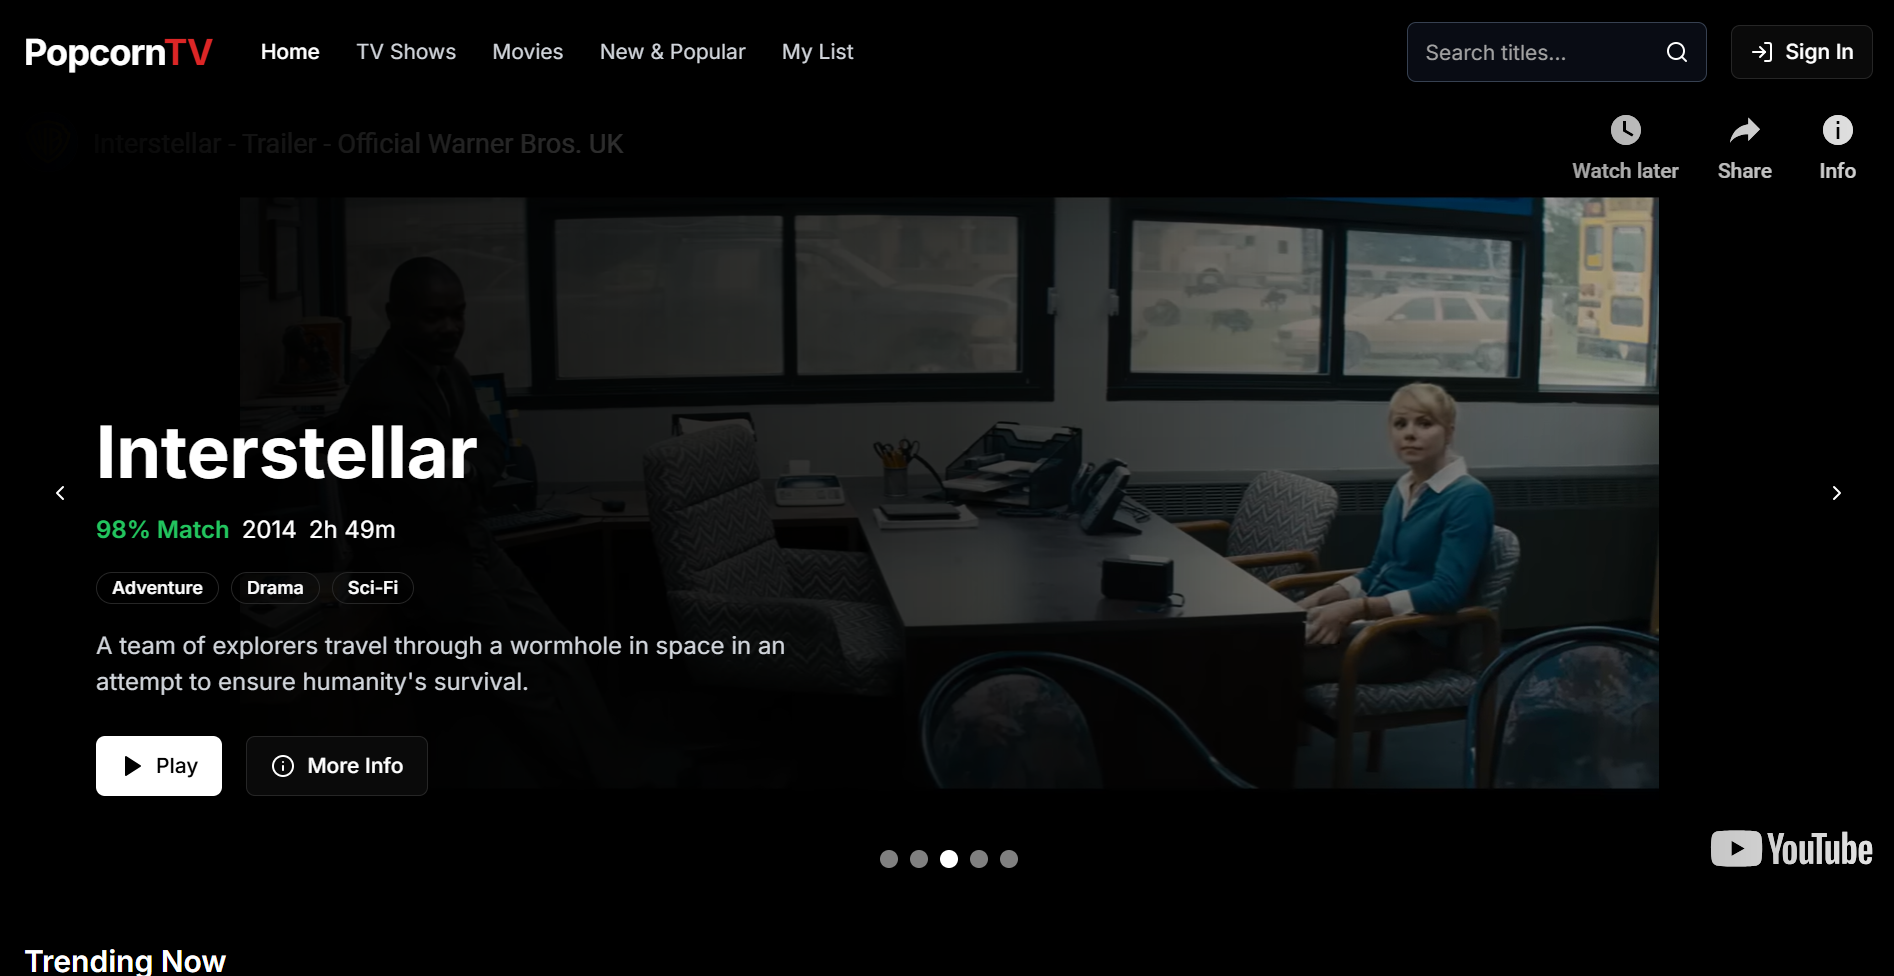 PopcornTV
Home
TV Shows
Movies
New & Popular
My List
Search titles...
Sign In
Interstellar - Trailer - Official Warner Bros. UK
Watch later
Share
Info
Interstellar
98% Match 2014 2h 49m
Adventure
Drama
Sci-Fi
A team of explorers travel through a wormhole in space in an
attempt to ensure humanity's survival.
Play
More Info
YouTube
Trending Now